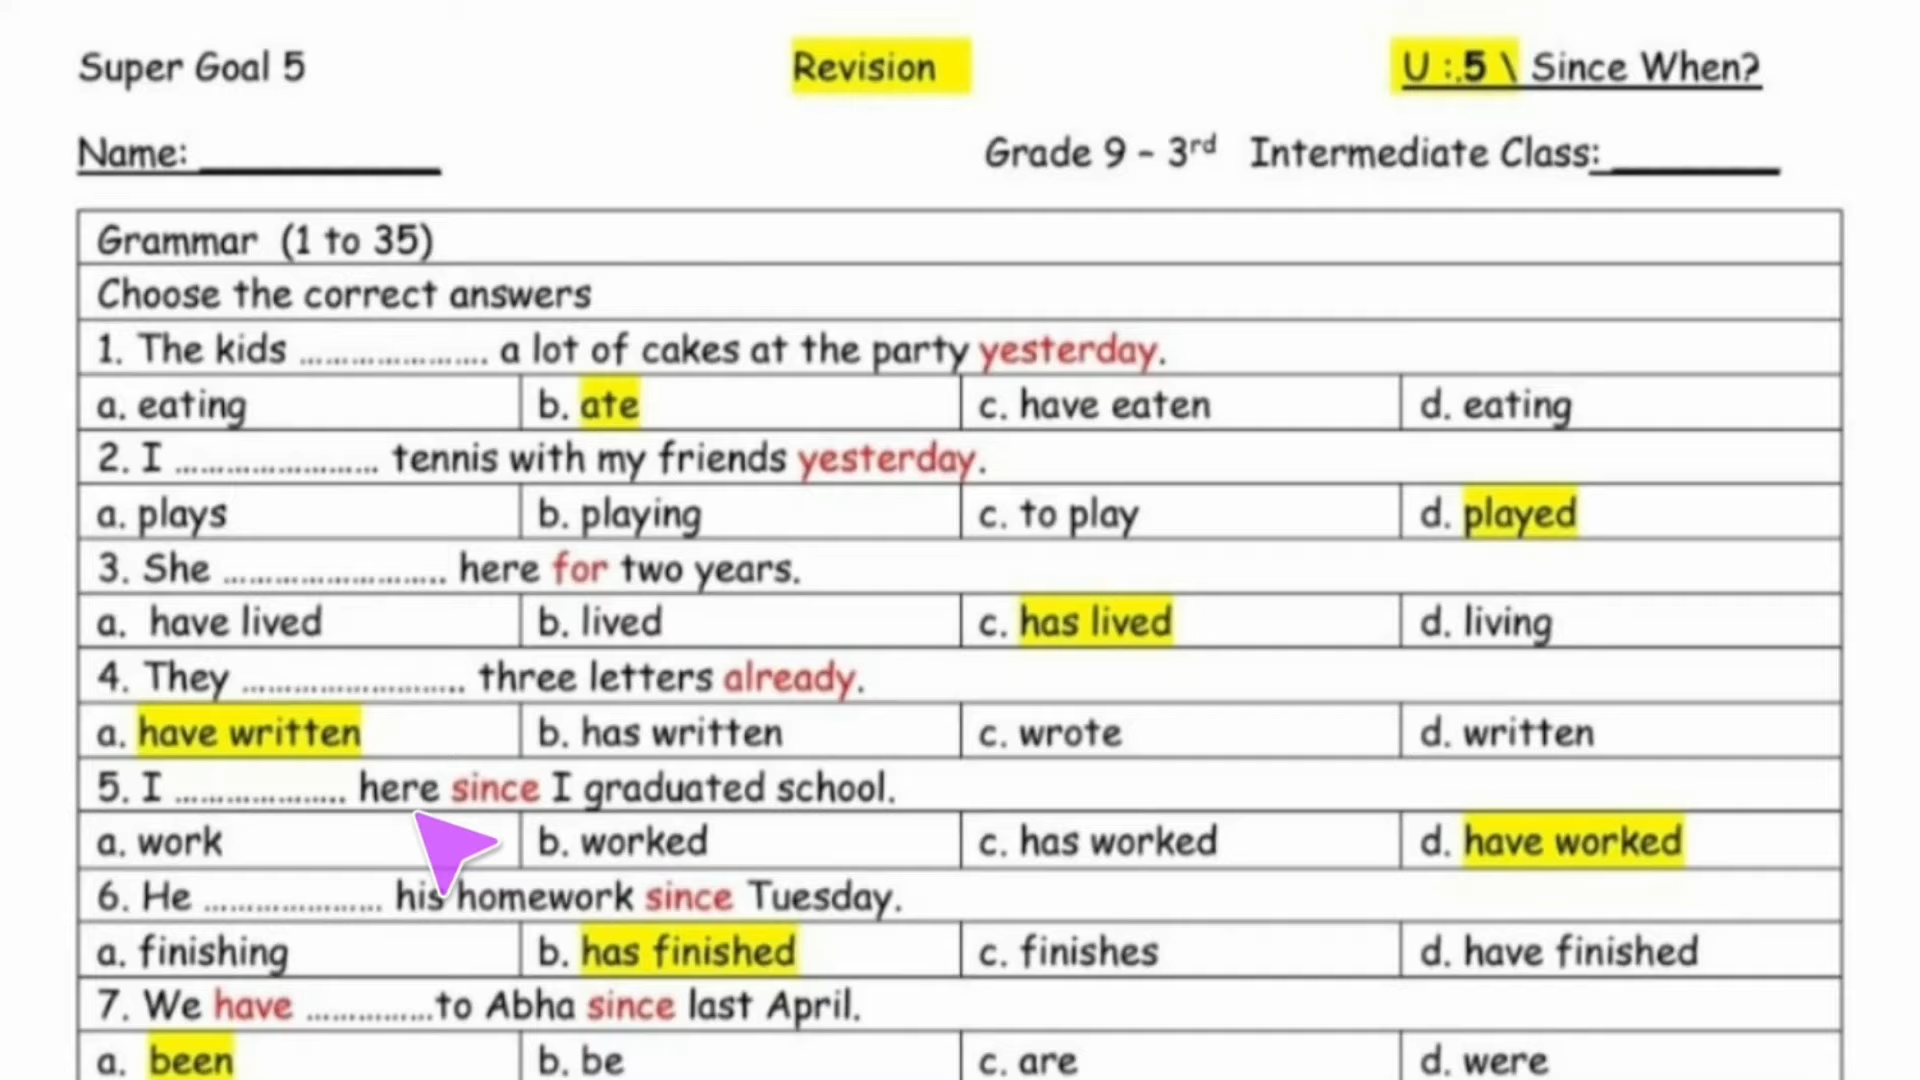 Super Goal 5 Revision U :.5 \ Since When?
Name: ____________ Grade 9 – 3rd Intermediate Class: _________
Grammar (1 to 35)
Choose the correct answers
1. The kids ………………… a lot of cakes at the party yesterday.
a. eating b. ate c. have eaten d. eating
2. I ………………….. tennis with my friends yesterday.
a. plays b. playing c. to play d. played
3. She …………………….. here for two years.
a. have lived b. lived c. has lived d. living
4. They …………………….. three letters already.
a. have written b. has written c. wrote d. written
5. I ……………….. here since I graduated school.
a. work b. worked c. has worked d. have worked
6. He ………………… his homework since Tuesday.
a. finishing b. has finished c. finishes d. have finished
7. We have ……………to Abha since last April.
a. been b. be c. are d. were